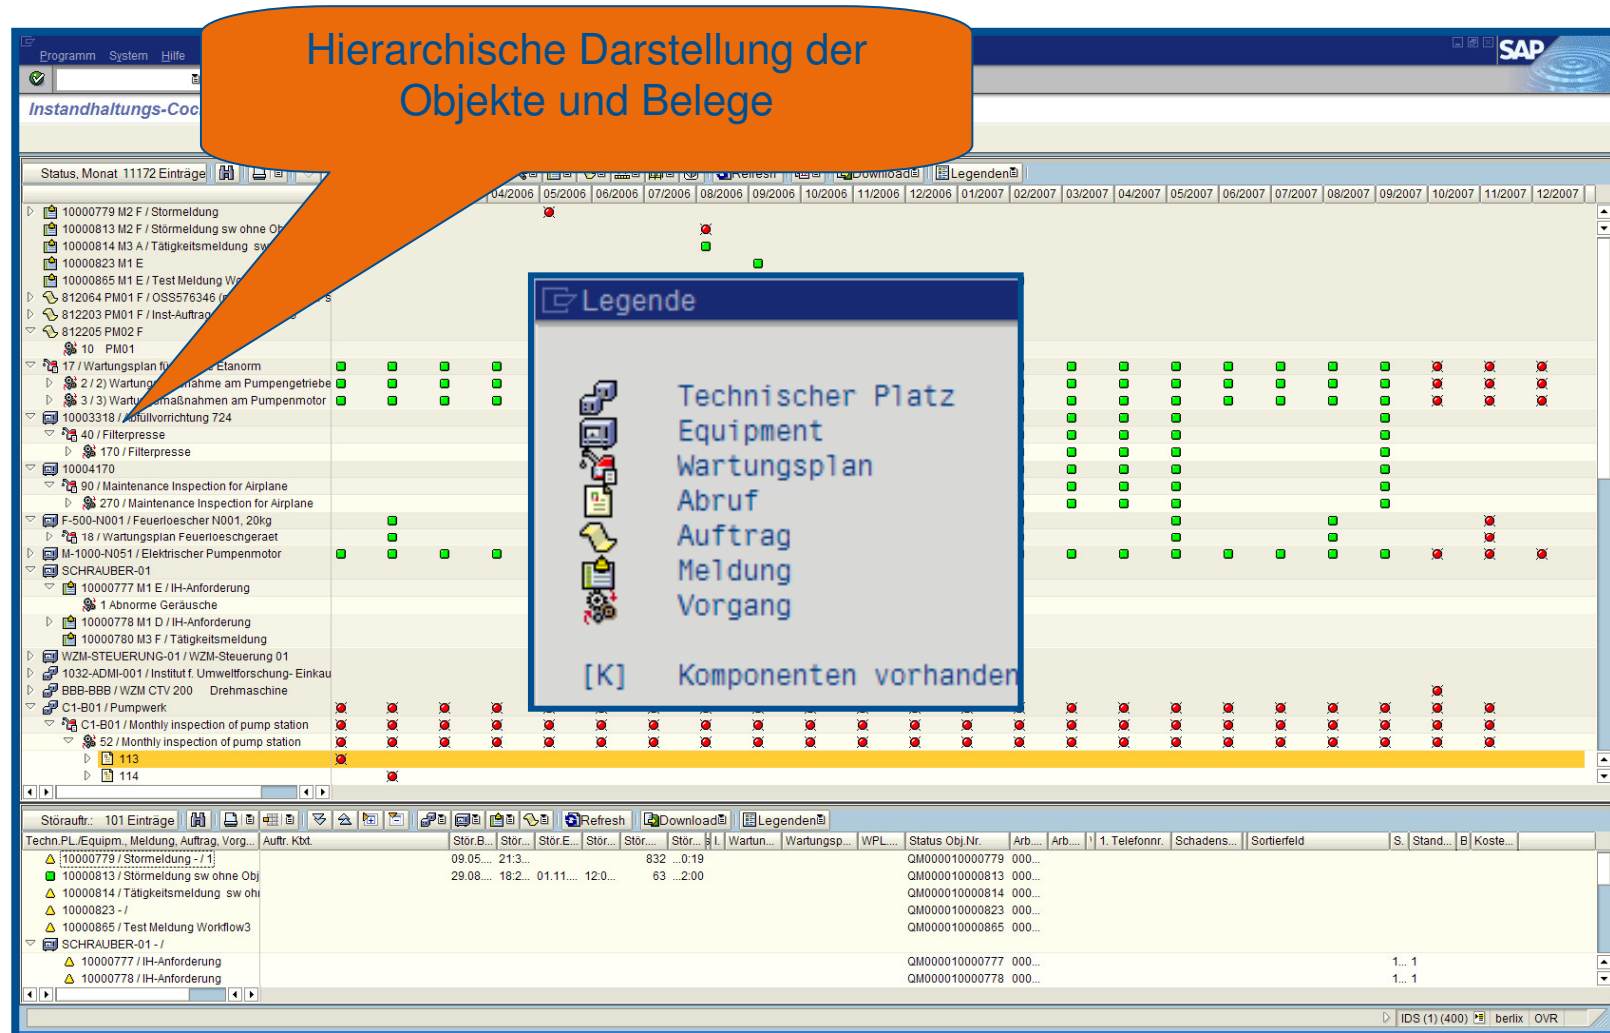 Hierarchische Darstellung der
Objekte und Belege
Programm System Hilfe
SAP
Instandhaltungs-Coc
Status, Monat 11172 Einträge
Refresh Download Legenden
04/2006 05/2006 06/2006 07/2006 08/2006 09/2006 10/2006 11/2006 12/2006 01/2007 02/2007 03/2007 04/2007 05/2007 06/2007 07/2007 08/2007 09/2007 10/2007 11/2007 12/2007
10000779 M2 F / Stormeldung
10000813 M2 F / Störmeldung sw ohne Ob
10000814 M3 A / Tätigkeitsmeldung sw
10000823 M1 E
10000865 M1 E / Test Meldung Wo
812064 PM01 F / OSS576346
812203 PM01 F / Inst-Auftrag
812205 PM02 F
10 PM01
17 / Wartungsplan Etanorm
2 / 2) Wartungs nahme am Pumpengetriebe
3 / 3) Wartu maßnahmen am Pumpenmotor
10003318 / Abfüllvorrichtung 724
40 / Filterpresse
170 / Filterpresse
10004170
90 / Maintenance Inspection for Airplane
270 / Maintenance Inspection for Airplane
F-500-N001 / Feuerloescher N001, 20kg
18 / Wartungsplan Feuerloeschgeraet
M-1000-N051 / Elektrischer Pumpenmotor
SCHRAUBER-01
10000777 M1 E / IH-Anforderung
1 Abnorme Geräusche
10000778 M1 D / IH-Anforderung
10000780 M3 F / Tätigkeitsmeldung
WZM-STEUERUNG-01 / WZM-Steuerung 01
1032-ADMI-001 / Institut f. Umweltforschung- Einkau
BBB-BBB / WZM CTV 200 Drehmaschine
C1-B01 / Pumpwerk
C1-B01 / Monthly inspection of pump station
52 / Monthly inspection of pump station
113
114
Legende
Technischer Platz
Equipment
Wartungsplan
Abruf
Auftrag
Meldung
Vorgang
[K] Komponenten vorhanden
Störauftr.: 101 Einträge Refresh Download Legenden
Techn.PL./Equipm., Meldung, Auftrag, Vorg... Auftr. Ktxt. Stör.B... Stör... Stör.E... Stör... Stör.... Stör... I. Wartun... Wartungsp... WPL... Status Obj.Nr. Arb... Arb... 1. Telefonnr. Schadens... Sortierfeld S. Stand... B Koste...
10000779 / Stormeldung - / 1 09.05.... 21:3... 832 ...0:19 QM000010000779 000...
10000813 / Störmeldung sw ohne Obj 29.08.... 18:2... 01.11.... 12:0... 63 ...2:00 QM000010000813 000...
10000814 / Tätigkeitsmeldung sw ohn QM000010000814 000...
10000823 - / QM000010000823 000...
10000865 / Test Meldung Workflow3 QM000010000865 000...
SCHRAUBER-01 - /
10000777 / IH-Anforderung QM000010000777 000... 1... 1
10000778 / IH-Anforderung QM000010000778 000... 1... 1
IDS (1) (400) berlix OVR